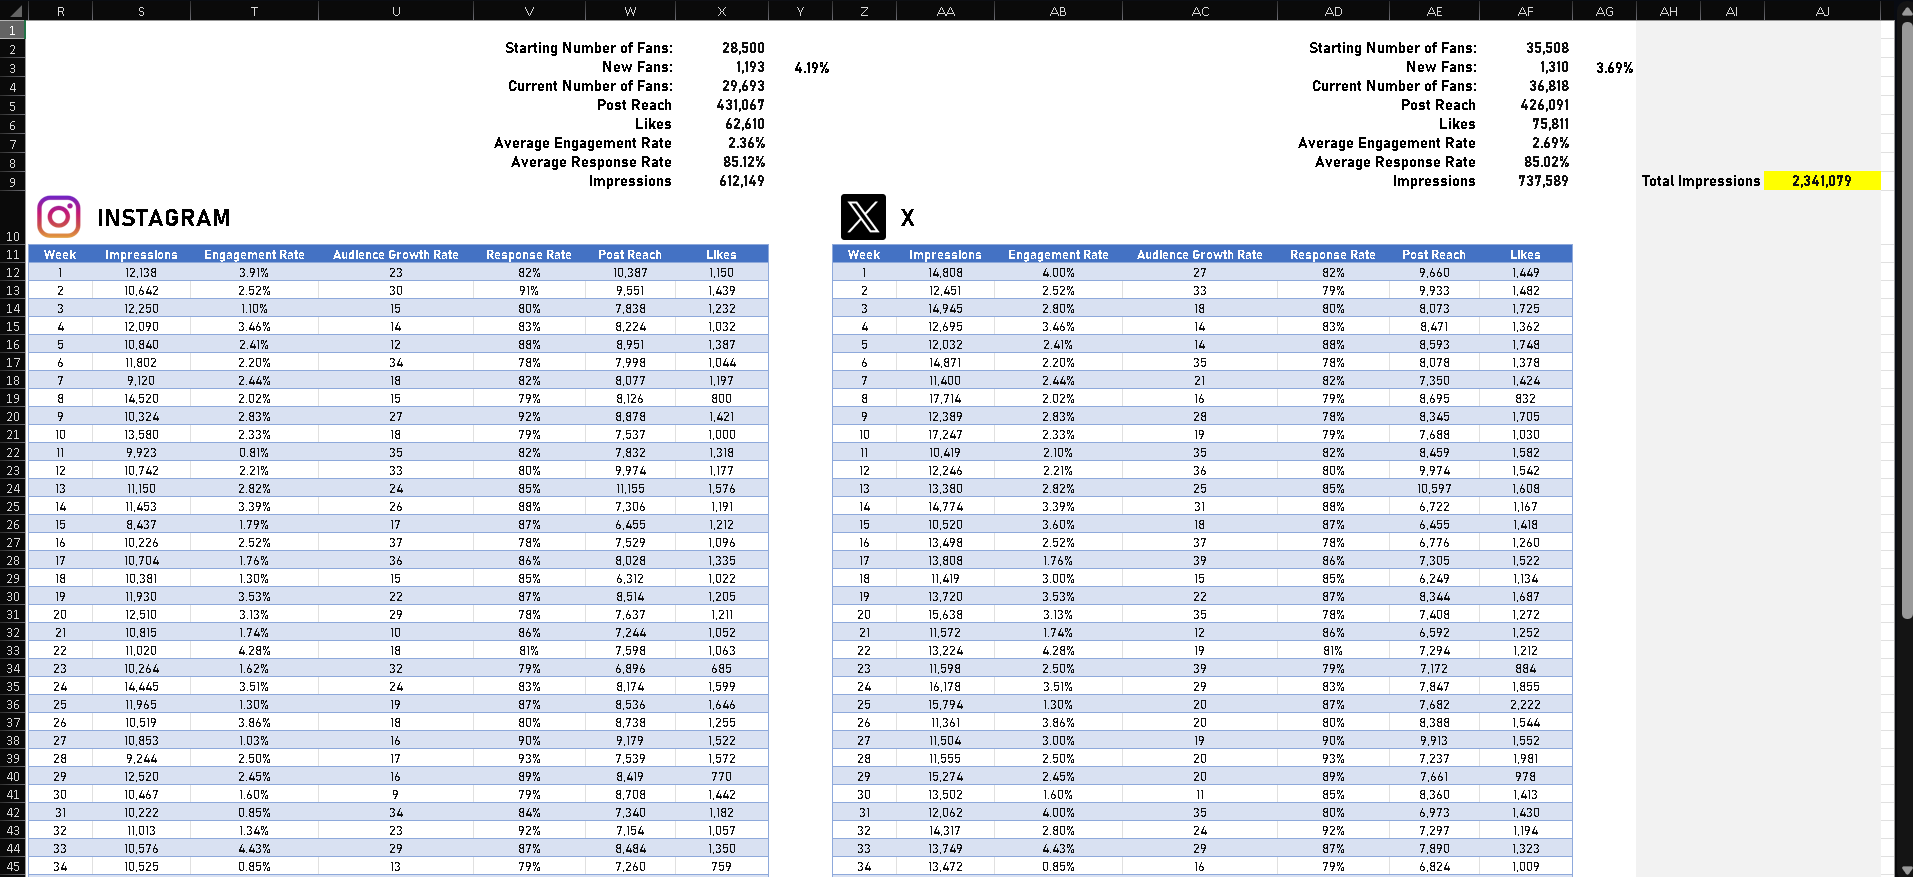 R S T U V W X Y Z AA AB AC AD AE AF AG AH AI AJ
1
2 Starting Number of Fans: 28,500 Starting Number of Fans: 35,508
3 New Fans: 1,193 4.19% New Fans: 1,310 3.69%
4 Current Number of Fans: 29,693 Current Number of Fans: 36,818
5 Post Reach 431,067 Post Reach 426,091
6 Likes 62,610 Likes 75,811
7 Average Engagement Rate 2.36% Average Engagement Rate 2.69%
8 Average Response Rate 85.12% Average Response Rate 85.02%
9 Impressions 612,149 Impressions 737,589 Total Impressions 2,341,079
10 INSTAGRAM X
11 Week Impressions Engagement Rate Audience Growth Rate Response Rate Post Reach Likes Week Impressions Engagement Rate Audience Growth Rate Response Rate Post Reach Likes
12 1 12,138 3.91% 23 82% 10,387 1,150 1 14,808 4.00% 27 82% 9,660 1,449
13 2 10,642 2.52% 30 91% 9,551 1,439 2 12,451 2.52% 33 79% 9,933 1,482
14 3 12,250 1.10% 15 80% 7,838 1,232 3 14,945 2.80% 18 80% 8,073 1,725
15 4 12,090 3.46% 14 83% 8,224 1,032 4 12,695 3.46% 14 83% 8,471 1,362
16 5 10,840 2.41% 12 88% 8,951 1,387 5 12,032 2.41% 14 88% 8,593 1,748
17 6 11,802 2.20% 34 78% 7,998 1,044 6 14,871 2.20% 35 78% 8,078 1,378
18 7 9,120 2.44% 18 82% 8,077 1,197 7 11,400 2.44% 21 82% 7,350 1,424
19 8 14,520 2.02% 15 79% 8,126 800 8 17,714 2.02% 16 79% 8,695 832
20 9 10,324 2.83% 27 92% 8,878 1,421 9 12,389 2.83% 28 78% 8,345 1,705
21 10 13,580 2.33% 18 79% 7,537 1,000 10 17,247 2.33% 19 79% 7,688 1,030
22 11 9,923 0.81% 35 82% 7,832 1,318 11 10,419 2.10% 35 82% 8,459 1,582
23 12 10,742 2.21% 33 80% 9,974 1,177 12 12,246 2.21% 36 80% 9,974 1,542
24 13 11,150 2.82% 24 85% 11,155 1,576 13 13,380 2.82% 25 85% 10,597 1,608
25 14 11,453 3.39% 26 88% 7,306 1,191 14 14,774 3.39% 31 88% 6,722 1,167
26 15 8,437 1.79% 17 87% 6,455 1,212 15 10,520 3.60% 18 87% 6,455 1,418
27 16 10,226 2.52% 37 78% 7,529 1,096 16 13,498 2.52% 37 78% 6,776 1,260
28 17 10,704 1.76% 36 86% 8,028 1,335 17 13,808 1.76% 39 86% 7,305 1,522
29 18 10,381 1.30% 15 85% 6,312 1,022 18 11,419 3.00% 15 85% 6,249 1,134
30 19 11,930 3.53% 22 87% 8,514 1,205 19 13,720 3.53% 22 87% 8,344 1,687
31 20 12,510 3.13% 29 78% 7,637 1,211 20 15,638 3.13% 35 78% 7,408 1,272
32 21 10,815 1.74% 10 86% 7,244 1,052 21 11,572 1.74% 12 86% 6,592 1,252
33 22 11,020 4.28% 18 81% 7,598 1,063 22 13,224 4.28% 19 81% 7,294 1,212
34 23 10,264 1.62% 32 79% 6,896 685 23 11,598 2.50% 39 79% 7,172 884
35 24 14,445 3.51% 24 83% 8,174 1,599 24 16,178 3.51% 29 83% 7,847 1,855
36 25 11,965 1.30% 19 87% 8,536 1,646 25 15,794 1.30% 20 87% 7,682 2,222
37 26 10,519 3.86% 18 80% 8,738 1,255 26 11,361 3.86% 20 80% 8,388 1,544
38 27 10,853 1.03% 16 90% 9,179 1,522 27 11,504 3.00% 19 90% 9,913 1,552
39 28 9,244 2.50% 17 93% 7,539 1,572 28 11,555 2.50% 20 93% 7,237 1,981
40 29 12,520 2.45% 16 89% 8,419 770 29 15,274 2.45% 20 89% 7,661 978
41 30 10,467 1.60% 9 79% 8,708 1,442 30 13,502 1.60% 11 85% 8,360 1,413
42 31 10,222 0.85% 34 84% 7,340 1,182 31 12,062 4.00% 35 80% 6,973 1,430
43 32 11,013 1.34% 23 92% 7,154 1,057 32 14,317 2.80% 24 92% 7,297 1,194
44 33 10,576 4.43% 29 87% 8,484 1,350 33 13,749 4.43% 29 87% 7,890 1,323
45 34 10,525 0.85% 13 79% 7,260 759 34 13,472 0.85% 16 79% 6,824 1,009